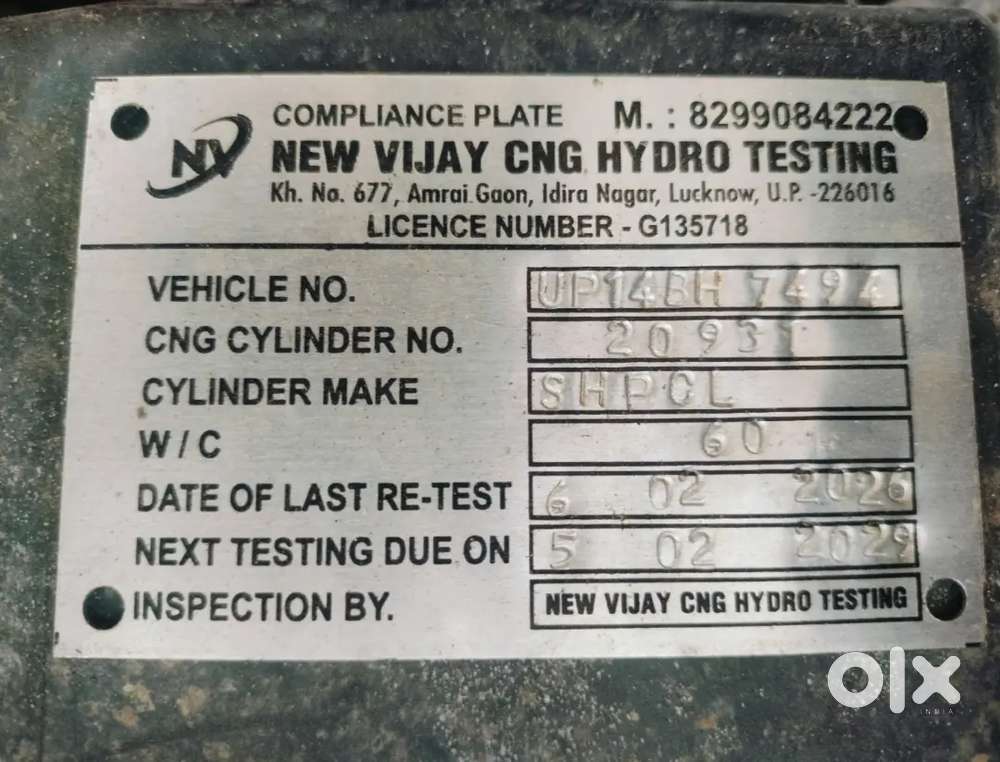 NV
COMPLIANCE PLATE M. : 8299084222
NEW VIJAY CNG HYDRO TESTING
Kh. No. 677, Amrai Gaon, Idira Nagar, Lucknow, U.P. -226016
LICENCE NUMBER - G135718
VEHICLE NO. UP14BH 7494
CNG CYLINDER NO. 20931
CYLINDER MAKE SHPCL
W / C 60
DATE OF LAST RE-TEST 6 02 2026
NEXT TESTING DUE ON 5 02 2029
INSPECTION BY. NEW VIJAY CNG HYDRO TESTING
olx
INDIA